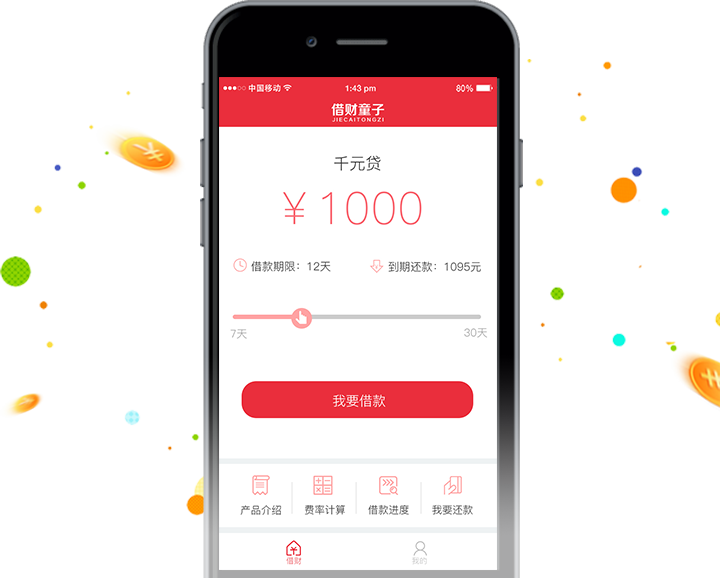 中国移动 1:43 pm 80%
借财童子
JIECAITONGZI
千元贷
￥1000
借款期限：12天 到期还款：1095元
7天 30天
我要借款
产品介绍 费率计算 借款进度 我要还款
借财 我的